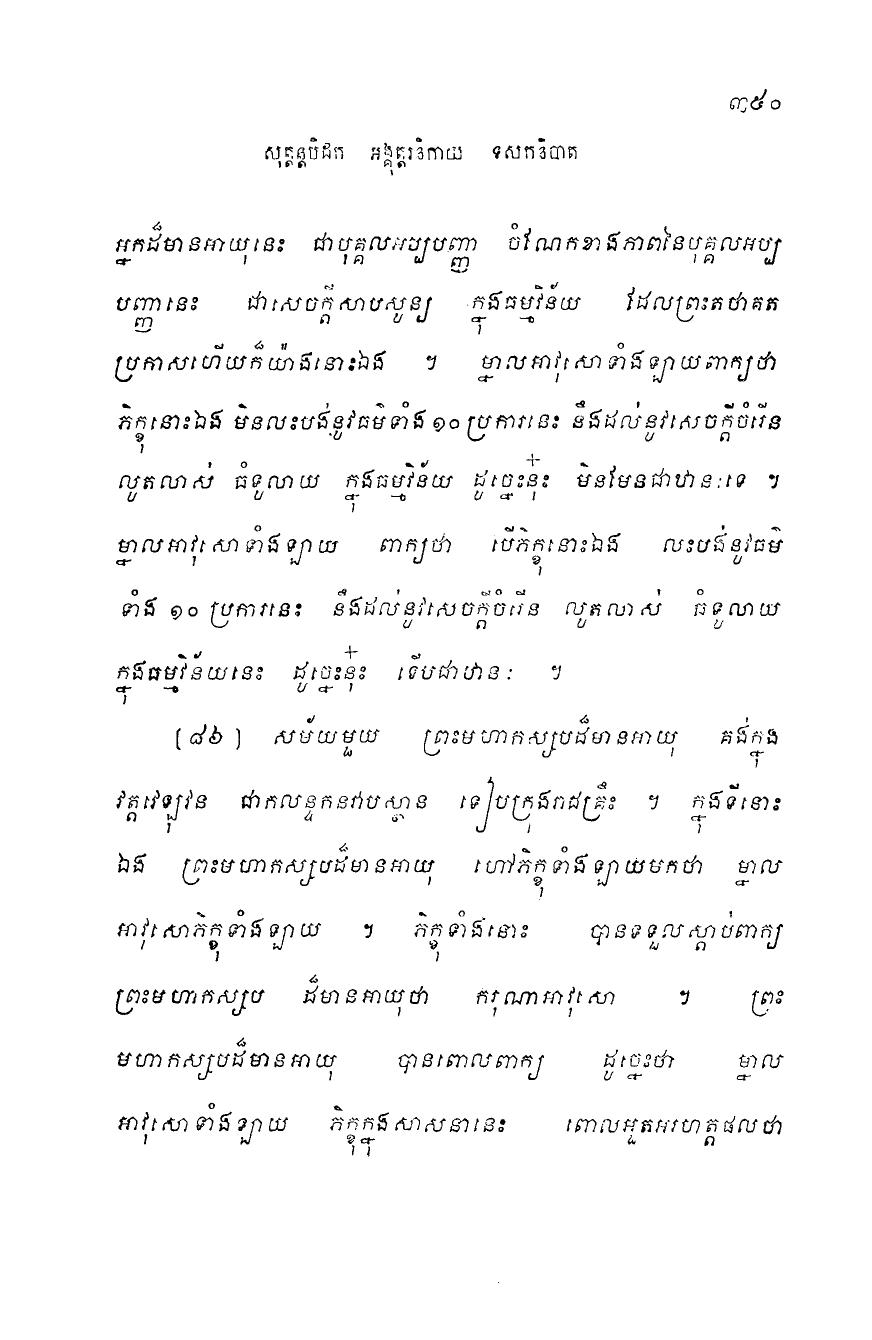 ៣៥០
សុត្តន្តបិដក អង្គុត្តរនិកាយ ទសកនិបាត
អ្នកដ៏មានអាយុនេះ ជាបុគ្គលអប្បបញ្ញា ចំណែកខាងភាពនៃបុគ្គលអប្ប
បញ្ញានេះ ជាសេចក្តីសាបសូន្យ ក្នុងធម្មវិន័យ ដែលព្រះតថាគត
ប្រកាសហើយក៏យ៉ាងនោះឯង ។ ម្នាលអាវុសោទាំងឡាយពាក្យថា
ភិក្ខុនោះឯង មិនលះបង់នូវធម៌ទាំង ១០ ប្រការនេះ នឹងដល់នូវសេចក្តីចំរើន
លូតលាស់ ធំទូលាយ ក្នុងធម្មវិន័យ ដូច្នេះនុ៎ះ មិនមែនជាឋានៈទេ ។
ម្នាលអាវុសោទាំងឡាយ ពាក្យថា បើភិក្ខុនោះឯង លះបង់នូវធម៌
ទាំង ១០ ប្រការនេះ នឹងដល់នូវសេចក្តីចំរើន លូតលាស់ ធំទូលាយ
ក្នុងធម្មវិន័យនេះ ដូច្នេះនុ៎ះ ទើបជាឋានៈ ។
(៨៦) សម័យមួយ ព្រះមហាកស្សបដ៏មានអាយុ គង់ក្នុង
វត្តវេឡុវន ជាកលន្ទកនិវាបស្ថាន ទៀបក្រុងរាជគ្រឹះ ។ ក្នុងទីនោះ
ឯង ព្រះមហាកស្សបដ៏មានអាយុ ហៅភិក្ខុទាំងឡាយមកថា ម្នាល
អាវុសោភិក្ខុទាំងឡាយ ។ ភិក្ខុទាំងនោះ បានទទួលស្តាប់ពាក្យ
ព្រះមហាកស្សប ដ៏មានអាយុថា ករុណាអាវុសោ ។ ព្រះ
មហាកស្សបដ៏មានអាយុ បានពោលពាក្យ ដូច្នេះថា ម្នាល
អាវុសោទាំងឡាយ ភិក្ខុក្នុងសាសនានេះ ពោលអួតអរហត្តផលថា